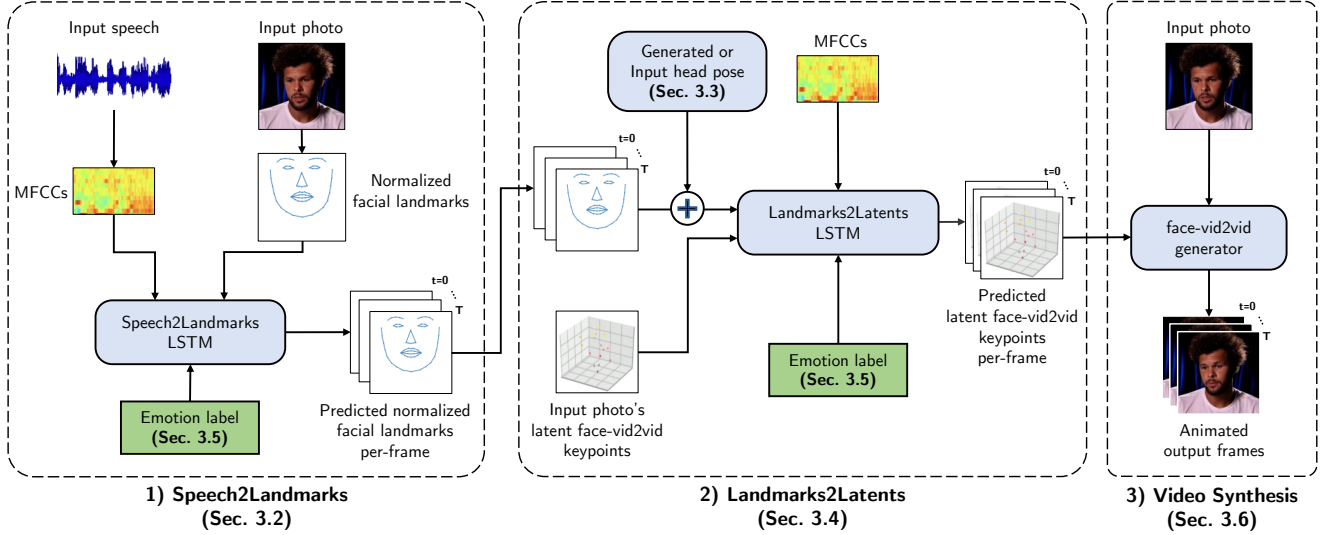 Input speech
Input photo
MFCCs
Normalized
facial landmarks
Speech2Landmarks
LSTM
t=0
T
Emotion label
(Sec. 3.5)
Predicted normalized
facial landmarks
per-frame
1) Speech2Landmarks
(Sec. 3.2)
Generated or
Input head pose
(Sec. 3.3)
MFCCs
t=0
T
Landmarks2Latents
LSTM
t=0
T
Input photo's
latent face-vid2vid
keypoints
Emotion label
(Sec. 3.5)
Predicted
latent face-vid2vid
keypoints
per-frame
2) Landmarks2Latents
(Sec. 3.4)
Input photo
face-vid2vid
generator
t=0
T
Animated
output frames
3) Video Synthesis
(Sec. 3.6)